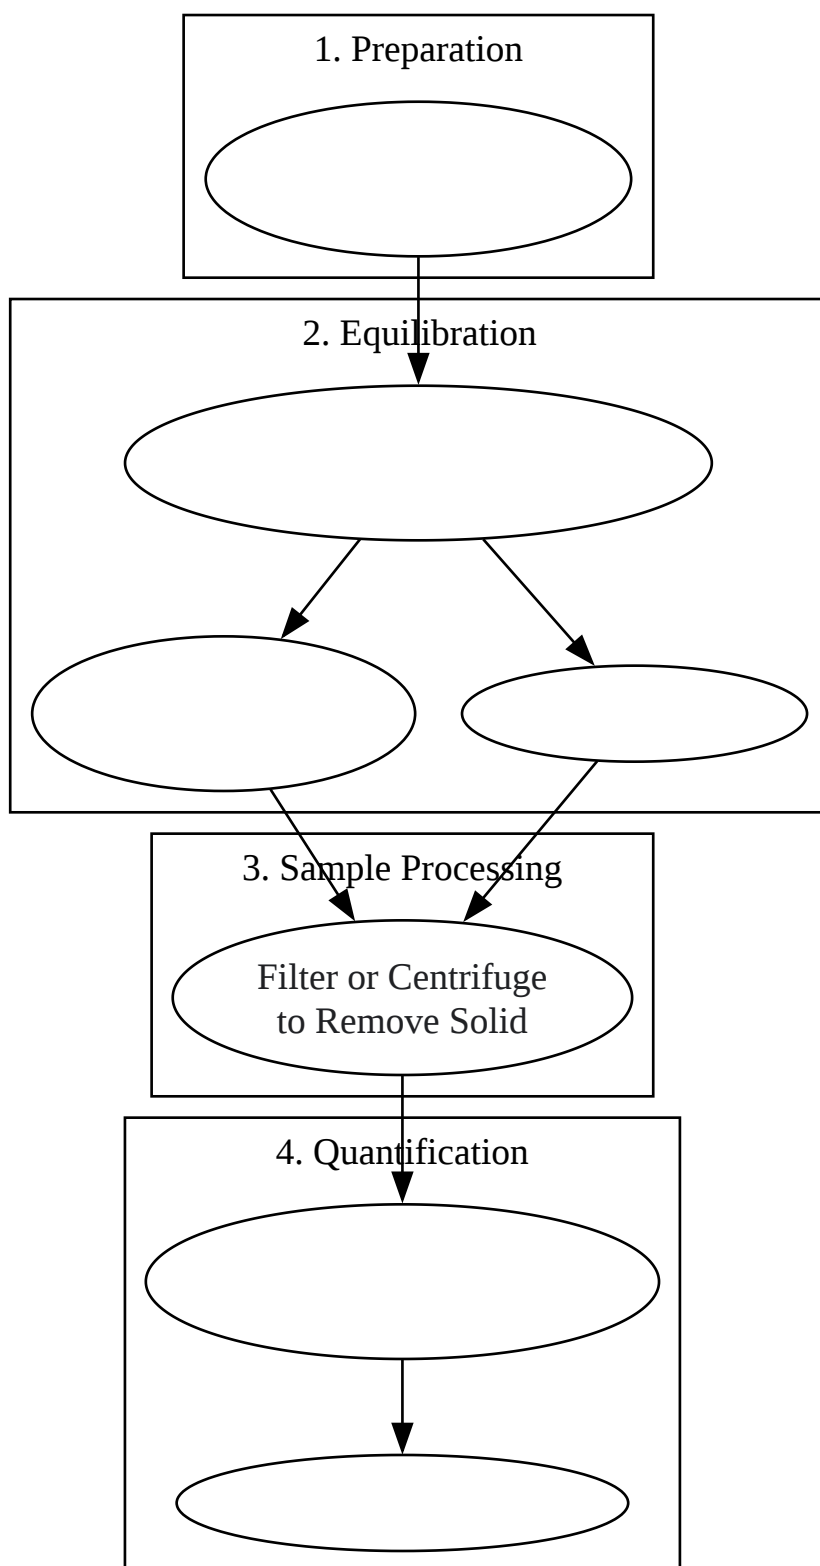 1. Preparation
2. Equilibration
3. Sample Processing
Filter or Centrifuge
to Remove Solid
4. Quantification